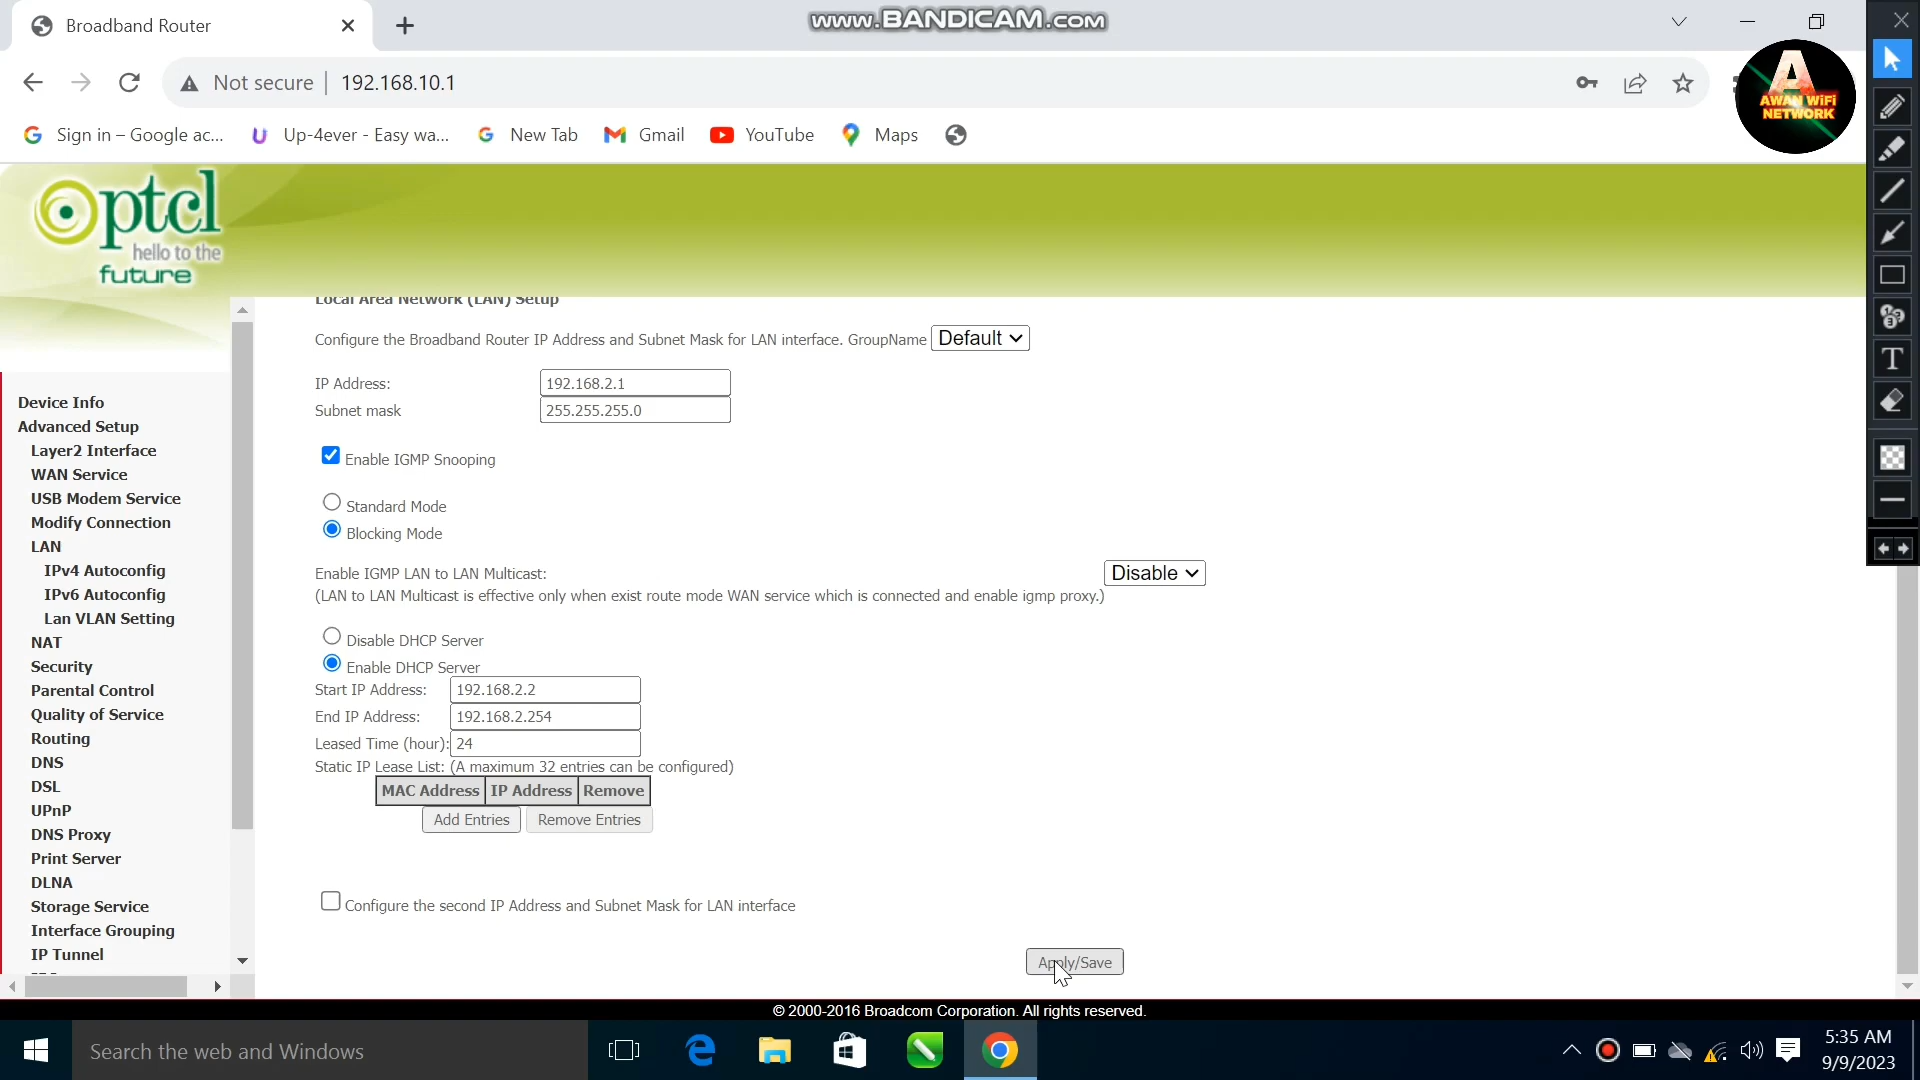 Broadband Router
www.BANDICAM.com
Not secure
192.168.10.1
A
AWAN WiFi
NETWORK
Sign in – Google ac...
Up-4ever - Easy wa...
New Tab
Gmail
YouTube
Maps
ptcl
hello to the
future
Local Area Network (LAN) Setup
Configure the Broadband Router IP Address and Subnet Mask for LAN interface. GroupName Default
IP Address: 192.168.2.1
Subnet mask 255.255.255.0
Enable IGMP Snooping
Standard Mode
Blocking Mode
Enable IGMP LAN to LAN Multicast: Disable
(LAN to LAN Multicast is effective only when exist route mode WAN service which is connected and enable igmp proxy.)
Disable DHCP Server
Enable DHCP Server
Start IP Address: 192.168.2.2
End IP Address: 192.168.2.254
Leased Time (hour): 24
Static IP Lease List: (A maximum 32 entries can be configured)
MAC Address IP Address Remove
Add Entries Remove Entries
Configure the second IP Address and Subnet Mask for LAN interface
Apply/Save
Device Info
Advanced Setup
Layer2 Interface
WAN Service
USB Modem Service
Modify Connection
LAN
IPv4 Autoconfig
IPv6 Autoconfig
Lan VLAN Setting
NAT
Security
Parental Control
Quality of Service
Routing
DNS
DSL
UPnP
DNS Proxy
Print Server
DLNA
Storage Service
Interface Grouping
IP Tunnel
© 2000-2016 Broadcom Corporation. All rights reserved.
Search the web and Windows
5:35 AM
9/9/2023